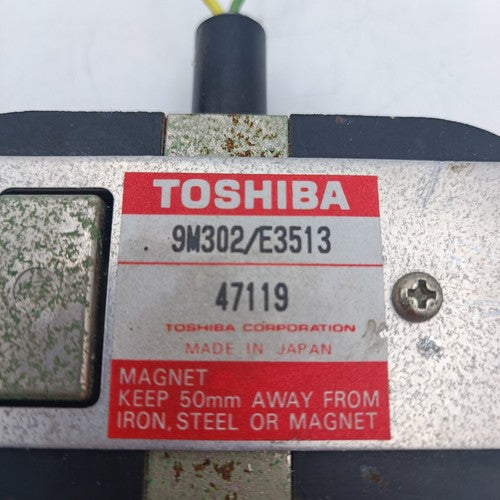 TOSHIBA
9M302/E3513
47119
TOSHIBA CORPORATION
MADE IN JAPAN
MAGNET
KEEP 50mm AWAY FROM
IRON, STEEL OR MAGNET